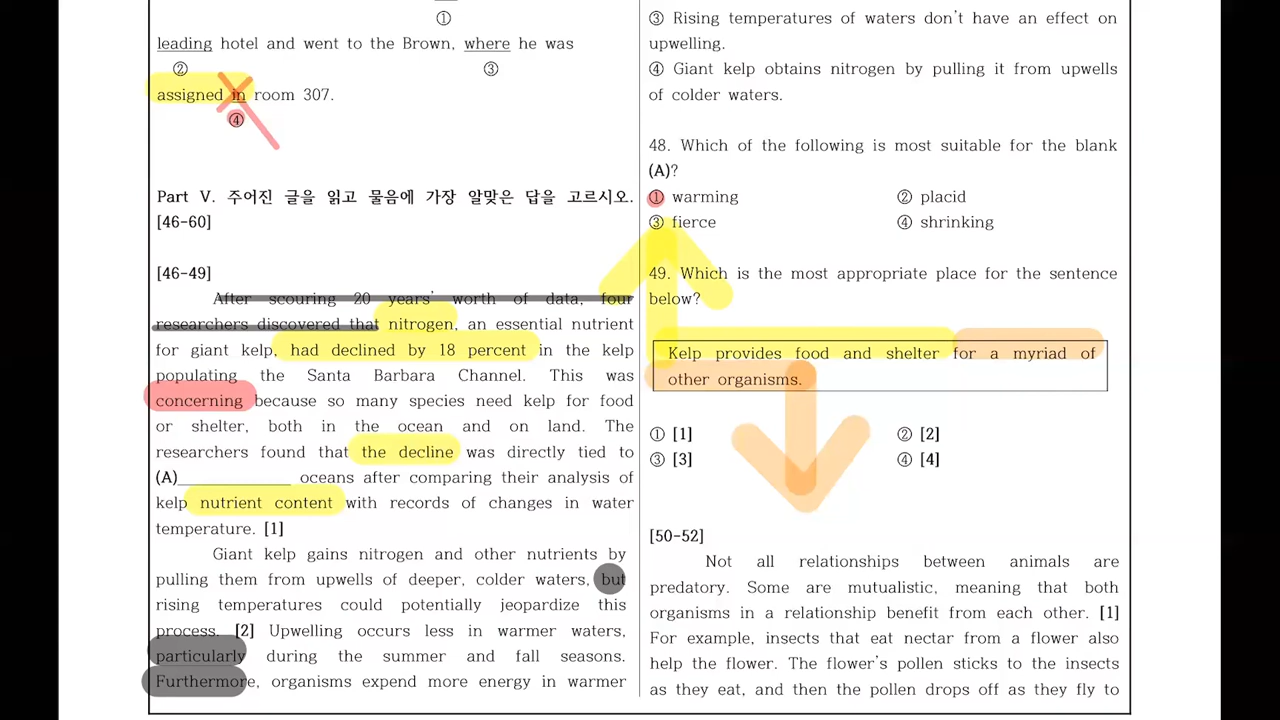 ①
leading hotel and went to the Brown, where he was
② ③
assigned in room 307.
④
Part V. 주어진 글을 읽고 물음에 가장 알맞은 답을 고르시오.
[46-60]
[46-49]
After scouring 20 years' worth of data, four
researchers discovered that nitrogen, an essential nutrient
for giant kelp, had declined by 18 percent in the kelp
populating the Santa Barbara Channel. This was
concerning because so many species need kelp for food
or shelter, both in the ocean and on land. The
researchers found that the decline was directly tied to
(A)____________ oceans after comparing their analysis of
kelp nutrient content with records of changes in water
temperature. [1]
Giant kelp gains nitrogen and other nutrients by
pulling them from upwells of deeper, colder waters, but
rising temperatures could potentially jeopardize this
process. [2] Upwelling occurs less in warmer waters,
particularly during the summer and fall seasons.
Furthermore, organisms expend more energy in warmer
③ Rising temperatures of waters don't have an effect on
upwelling.
④ Giant kelp obtains nitrogen by pulling it from upwells
of colder waters.
48. Which of the following is most suitable for the blank
(A)?
① warming ② placid
③ fierce ④ shrinking
49. Which is the most appropriate place for the sentence
below?
Kelp provides food and shelter for a myriad of
other organisms.
① [1] ② [2]
③ [3] ④ [4]
[50-52]
Not all relationships between animals are
predatory. Some are mutualistic, meaning that both
organisms in a relationship benefit from each other. [1]
For example, insects that eat nectar from a flower also
help the flower. The flower's pollen sticks to the insects
as they eat, and then the pollen drops off as they fly to